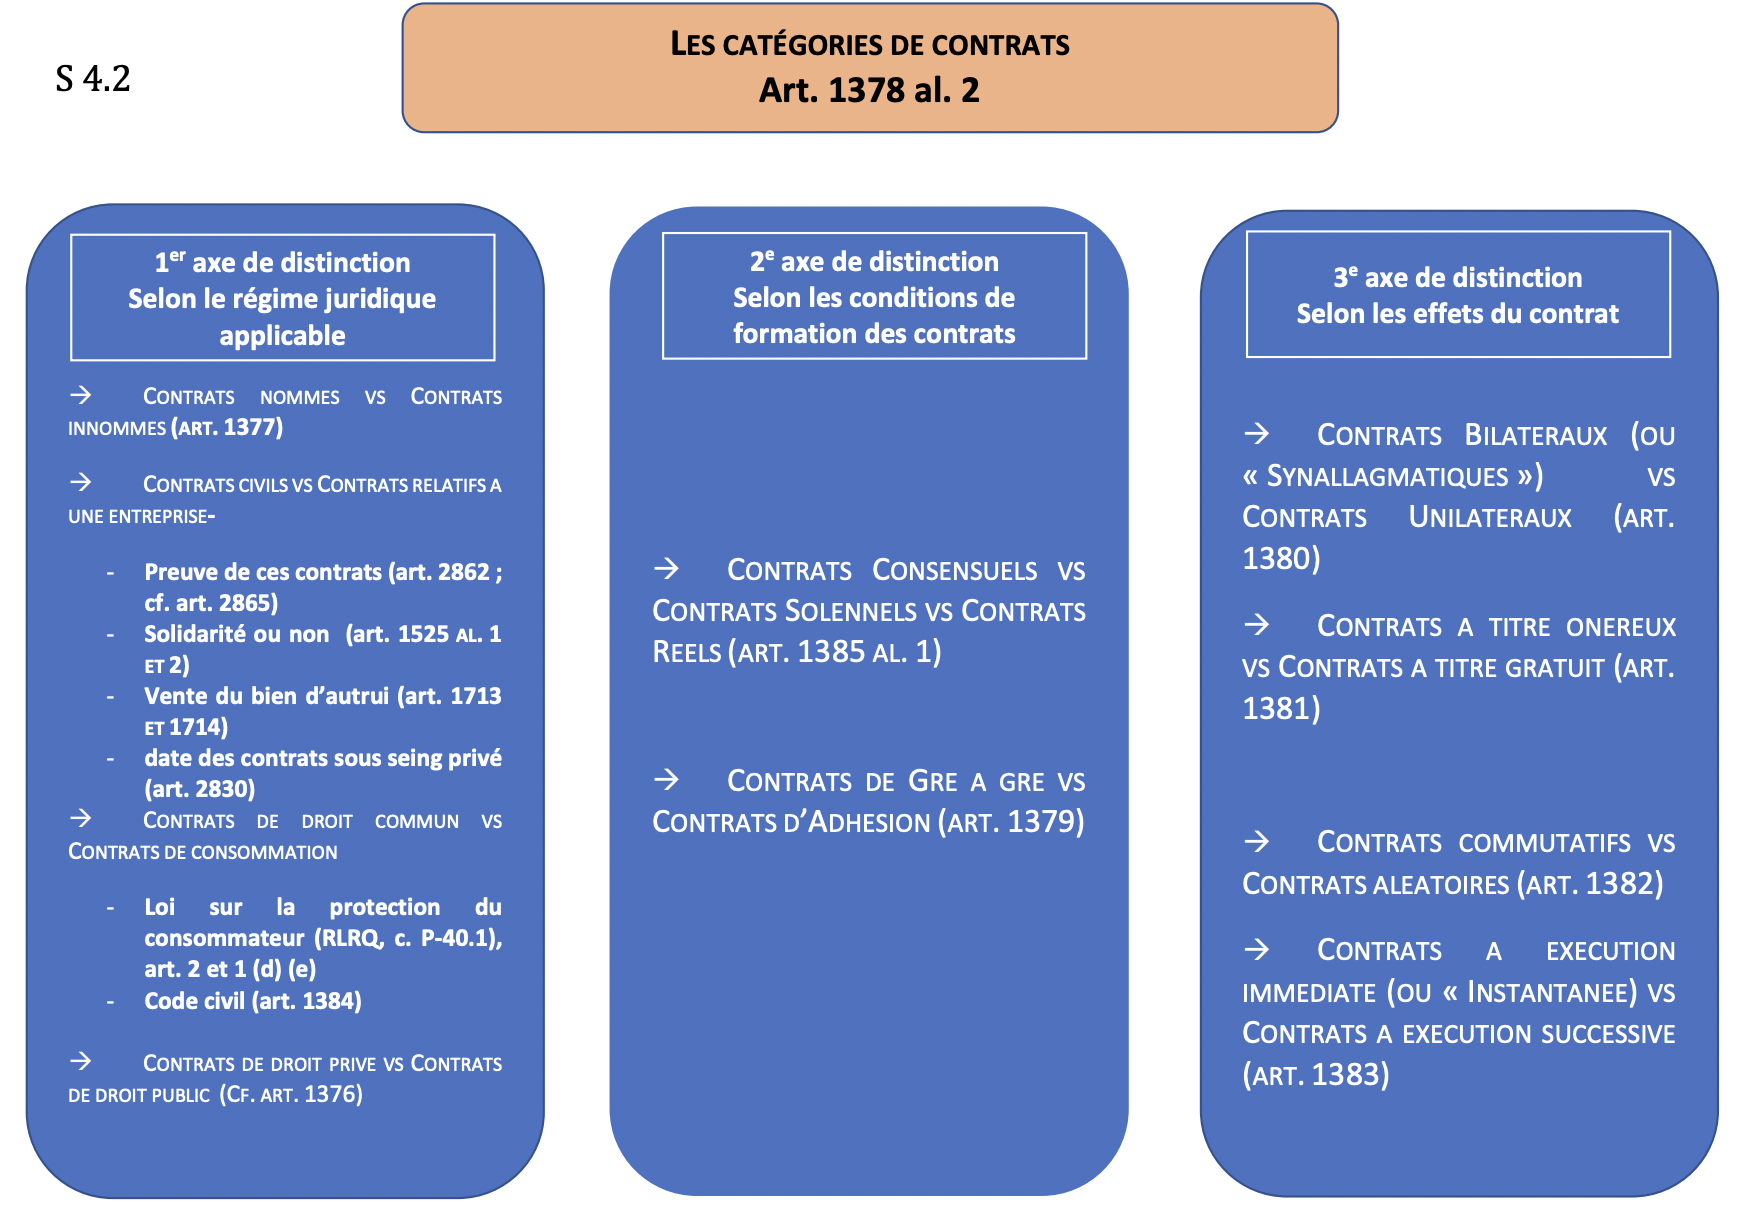 S 4.2
LES CATÉGORIES DE CONTRATS
Art. 1378 al. 2
1er axe de distinction
Selon le régime juridique
applicable
→ CONTRATS NOMMES VS CONTRATS
INNOMMES (ART. 1377)
→ CONTRATS CIVILS VS CONTRATS RELATIFS A
UNE ENTREPRISE-
- Preuve de ces contrats (art. 2862 ;
cf. art. 2865)
- Solidarité ou non (art. 1525 AL. 1
ET 2)
- Vente du bien d’autrui (art. 1713
ET 1714)
- date des contrats sous seing privé
(art. 2830)
→ CONTRATS DE DROIT COMMUN VS
CONTRATS DE CONSOMMATION
- Loi sur la protection du
consommateur (RLRQ, c. P-40.1),
art. 2 et 1 (d) (e)
- Code civil (art. 1384)
→ CONTRATS DE DROIT PRIVE VS CONTRATS
DE DROIT PUBLIC (CF. ART. 1376)
2e axe de distinction
Selon les conditions de
formation des contrats
→ CONTRATS CONSENSUELS VS
CONTRATS SOLENNELS VS CONTRATS
REELS (ART. 1385 AL. 1)
→ CONTRATS DE GRE A GRE VS
CONTRATS D’ADHESION (ART. 1379)
3e axe de distinction
Selon les effets du contrat
→ CONTRATS BILATERAUX (OU
« SYNALLAGMATIQUES ») VS
CONTRATS UNILATERAUX (ART.
1380)
→ CONTRATS A TITRE ONEREUX
VS CONTRATS A TITRE GRATUIT (ART.
1381)
→ CONTRATS COMMUTATIFS VS
CONTRATS ALEATOIRES (ART. 1382)
→ CONTRATS A EXECUTION
IMMEDIATE (OU « INSTANTANEE) VS
CONTRATS A EXECUTION SUCCESSIVE
(ART. 1383)